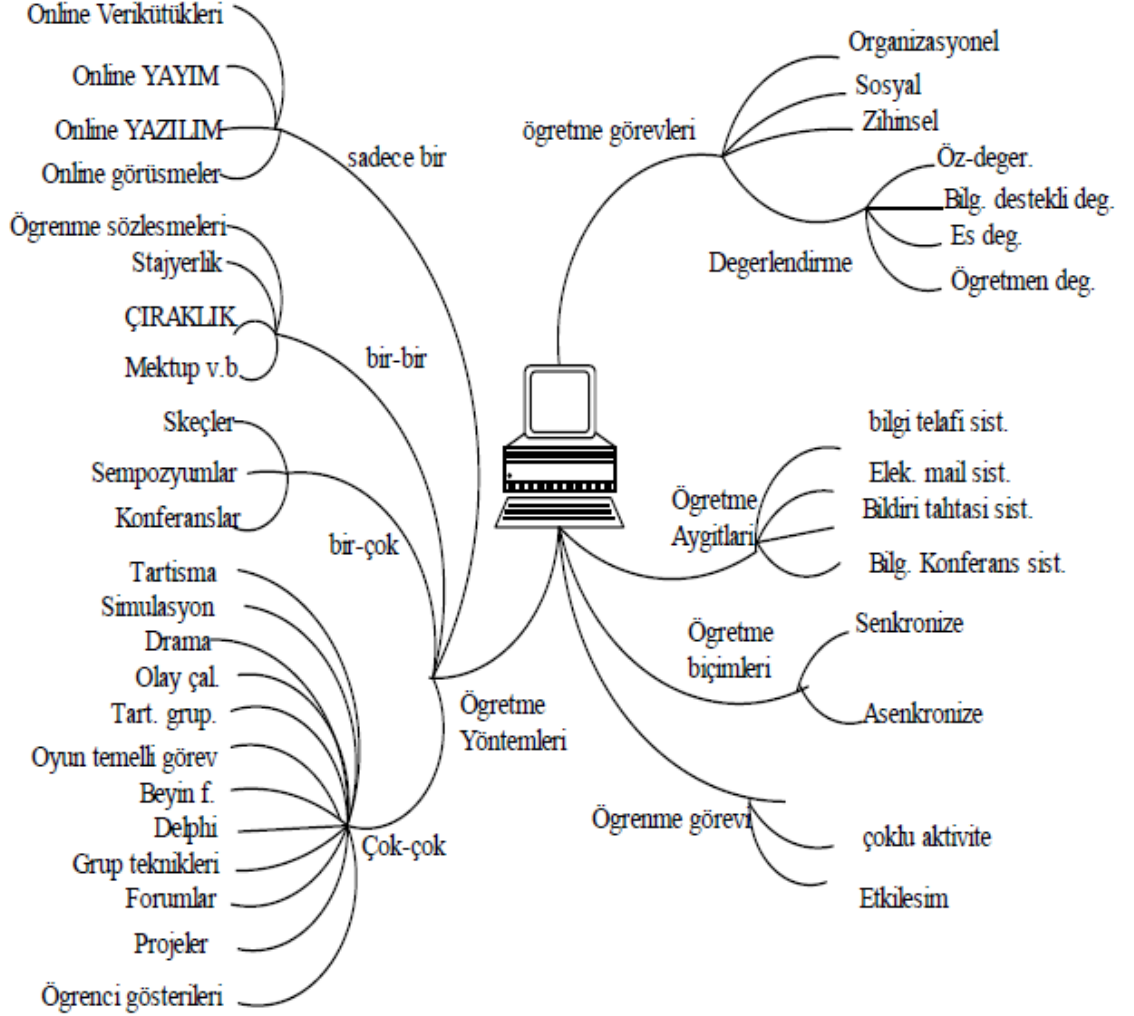 Online Verikütükleri
Online YAYIM
Online YAZILIM
Online görüsmeler
sadece bir
Ögrenme sözlesmeleri
Stajyerlik
ÇIRAKLIK
Mektup v.b
bir-bir
Skeçler
Sempozyumlar
Konferanslar
bir-çok
Tartisma
Simulasyon
Drama
Olay çal.
Tart. grup.
Oyun temelli görev
Beyin f.
Delphi
Grup teknikleri
Forumlar
Projeler
Ögrenci gösterileri
Çok-çok
Ögretme
Yöntemleri
ögretme görevleri
Organizasyonel
Sosyal
Zihinsel
Degerlendirme
Öz-deger.
Bilg. destekli deg.
Es deg.
Ögretmen deg.
Ögretme
Aygitlari
bilgi telafi sist.
Elek. mail sist.
Bildiri tahtasi sist.
Bilg. Konferans sist.
Ögretme
biçimleri
Senkronize
Asenkronize
Ögrenme görevi
çoklu aktivite
Etkilesim